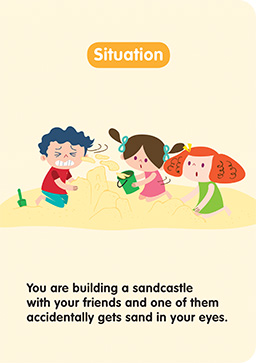 Situation
You are building a sandcastle
with your friends and one of them
accidentally gets sand in your eyes.